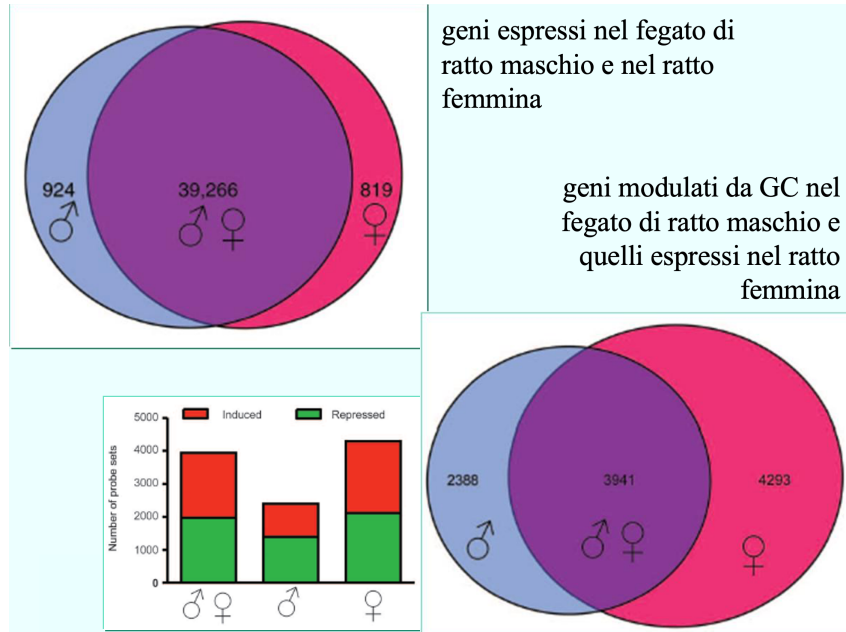 geni espressi nel fegato di
ratto maschio e nel ratto
femmina
924
39,266
819
♂
♂ ♀
♀
geni modulati da GC nel
fegato di ratto maschio e
quelli espressi nel ratto
femmina
Induced
Repressed
Number of probe sets
5000
4000
3000
2000
1000
0
♂ ♀
♂
♀
2388
3941
4293
♂
♂ ♀
♀